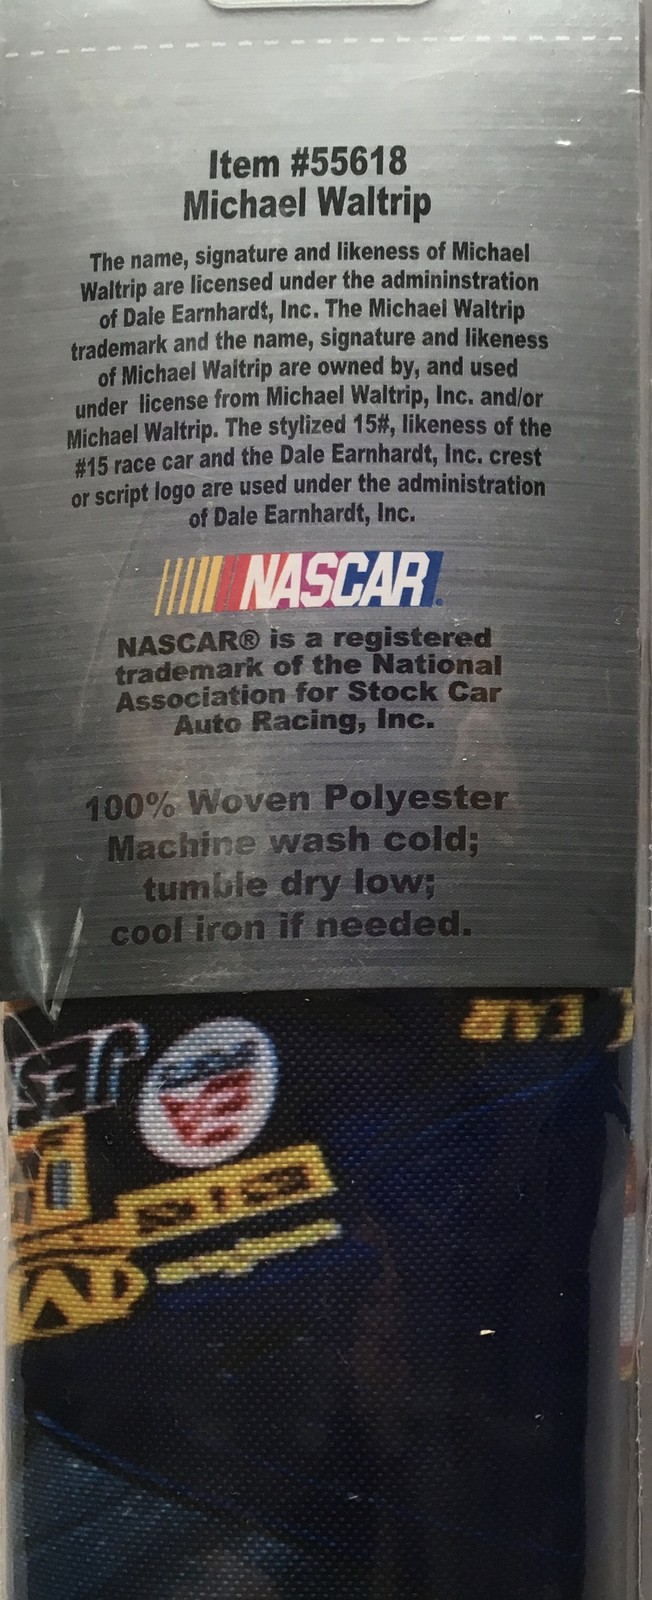 Item #55618
Michael Waltrip
The name, signature and likeness of Michael
Waltrip are licensed under the admininstration
of Dale Earnhardt, Inc. The Michael Waltrip
trademark and the name, signature and likeness
of Michael Waltrip are owned by, and used
under license from Michael Waltrip, Inc. and/or
Michael Waltrip. The stylized 15#, likeness of the
#15 race car and the Dale Earnhardt, Inc. crest
or script logo are used under the administration
of Dale Earnhardt, Inc.
NASCAR.
NASCAR® is a registered
trademark of the National
Association for Stock Car
Auto Racing, Inc.
100% Woven Polyester
Machine wash cold;
tumble dry low;
cool iron if needed.